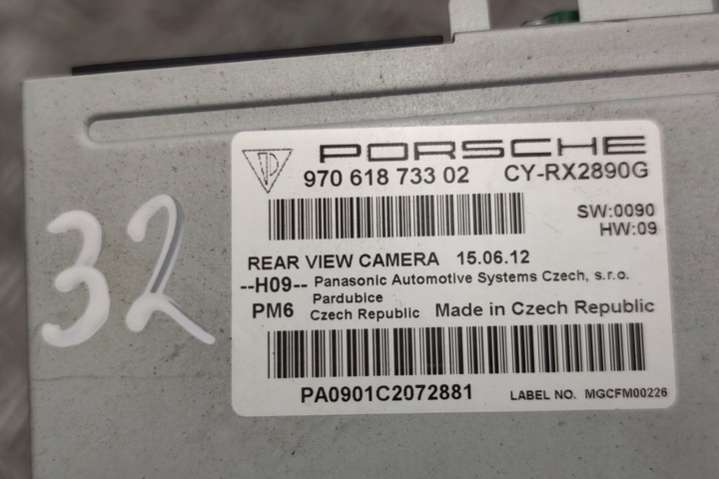 PORSCHE
970 618 733 02 CY-RX2890G
SW:0090
HW:09
REAR VIEW CAMERA 15.06.12
--H09-- Panasonic Automotive Systems Czech, s.r.o.
Pardubice
PM6 Czech Republic Made in Czech Republic
PA0901C2072881 LABEL NO. MGCFM00226
32